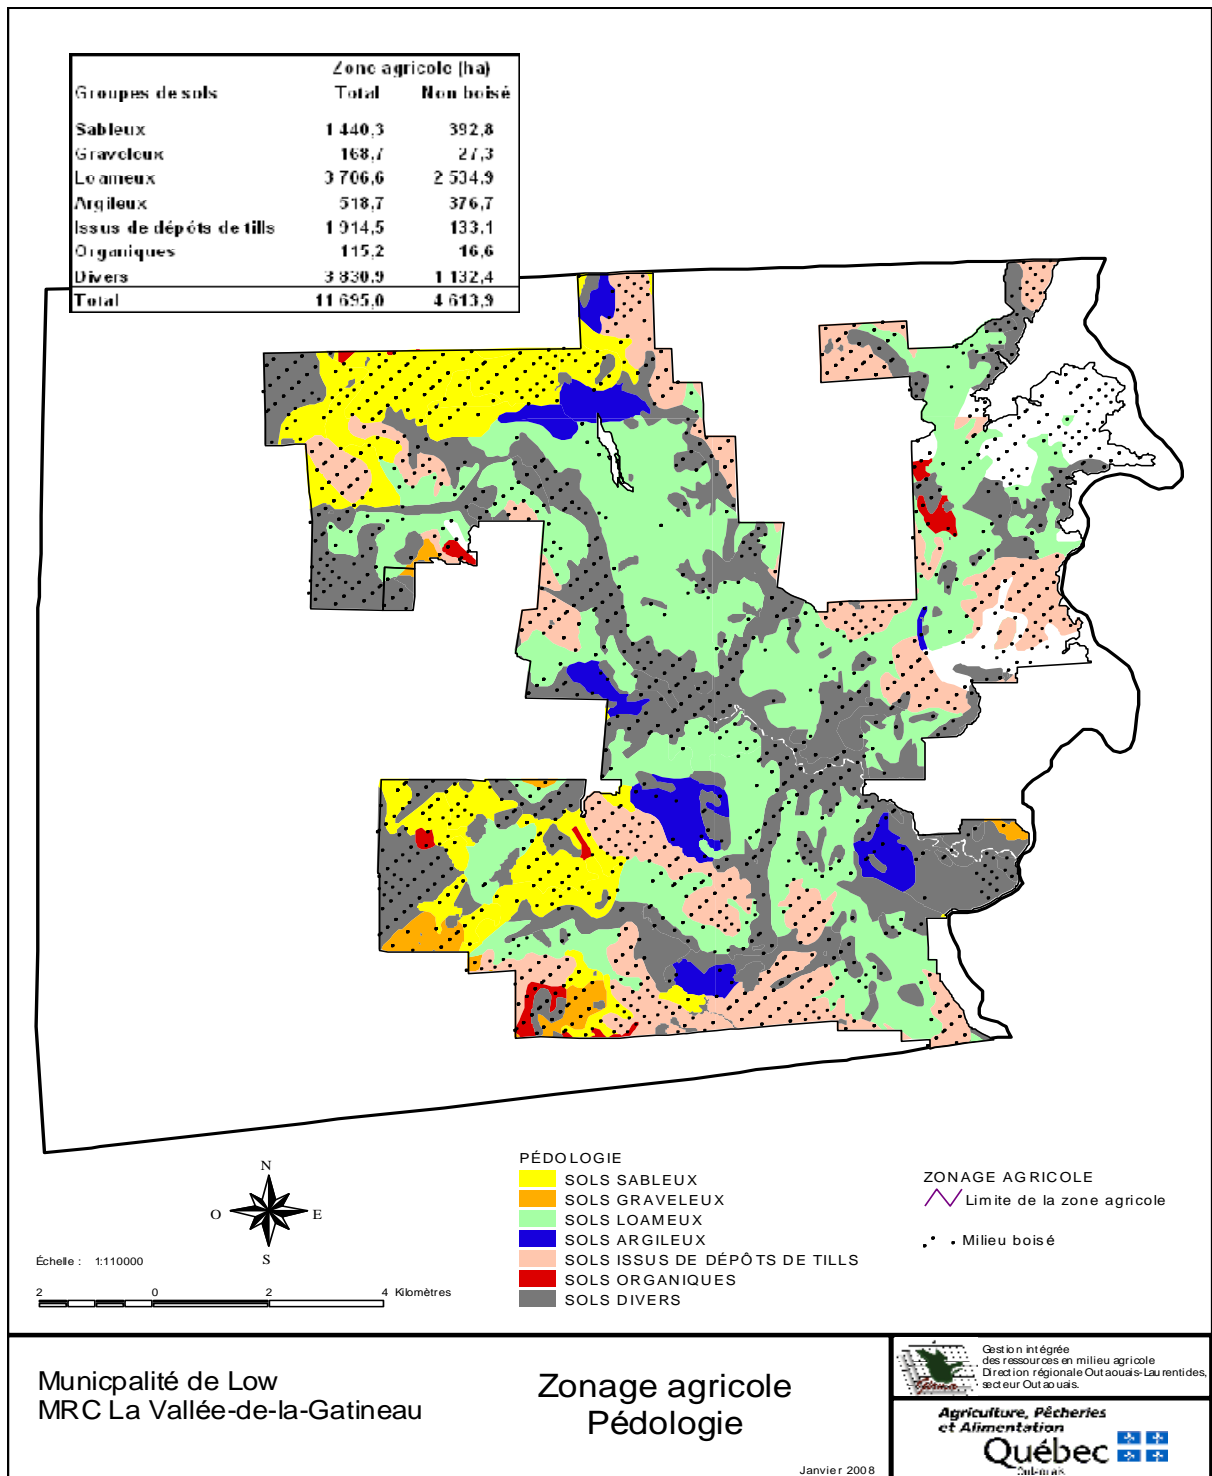 Zone agricole (ha)
Groupes de sols Total Non boisé
Sableux 1 440,3 392,8
Graveleux 168,7 27,3
Loameux 3 706,6 2 534,9
Argileux 518,7 376,7
Issus de dépôts de tills 1 914,5 133,1
Organiques 115,2 16,6
Divers 3 830,9 1 132,4
Total 11 695,0 4 613,9
N
O E
S
Échelle : 1:110000
2 0 2 4 Kilomètres
PÉDOLOGIE
SOLS SABLEUX
SOLS GRAVELEUX
SOLS LOAMEUX
SOLS ARGILEUX
SOLS ISSUS DE DÉPÔTS DE TILLS
SOLS ORGANIQUES
SOLS DIVERS
ZONAGE AGRICOLE
Limite de la zone agricole
Milieu boisé
Municpalité de Low
MRC La Vallée-de-la-Gatineau
Zonage agricole
Pédologie
Janvier 2008
Gestion intégrée
des ressources en milieu agricole
Direction régionale Outaouais-Laurentides,
secteur Outaouais.
Agriculture, Pêcheries
et Alimentation
Québec
Outaouais